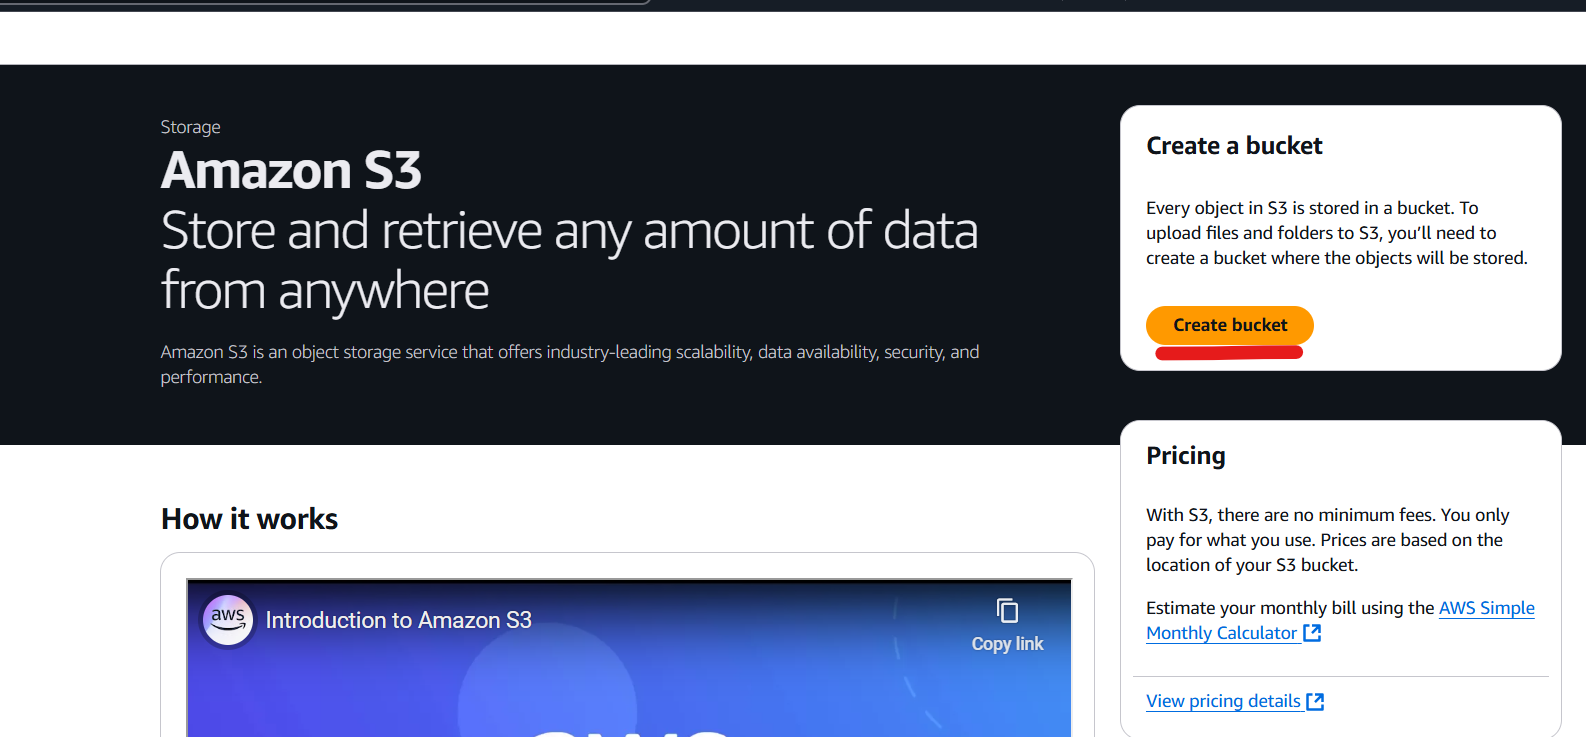 Storage
Amazon S3
Store and retrieve any amount of data
from anywhere
Amazon S3 is an object storage service that offers industry-leading scalability, data availability, security, and
performance.
Create a bucket
Every object in S3 is stored in a bucket. To
upload files and folders to S3, you’ll need to
create a bucket where the objects will be stored.
Create bucket
How it works
aws
Introduction to Amazon S3
Copy link
Pricing
With S3, there are no minimum fees. You only
pay for what you use. Prices are based on the
location of your S3 bucket.
Estimate your monthly bill using the AWS Simple
Monthly Calculator
View pricing details